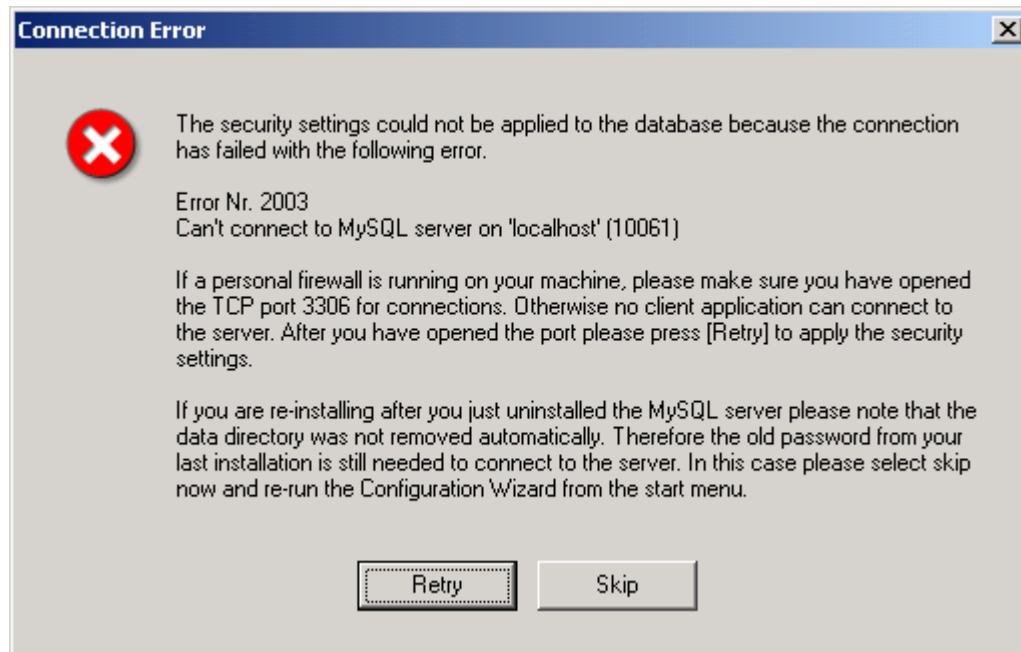 Connection Error
The security settings could not be applied to the database because the connection
has failed with the following error.
Error Nr. 2003
Can't connect to MySQL server on 'localhost' (10061)
If a personal firewall is running on your machine, please make sure you have opened
the TCP port 3306 for connections. Otherwise no client application can connect to
the server. After you have opened the port please press [Retry] to apply the security
settings.
If you are re-installing after you just uninstalled the MySQL server please note that the
data directory was not removed automatically. Therefore the old password from your
last installation is still needed to connect to the server. In this case please select skip
now and re-run the Configuration Wizard from the start menu.
Retry
Skip